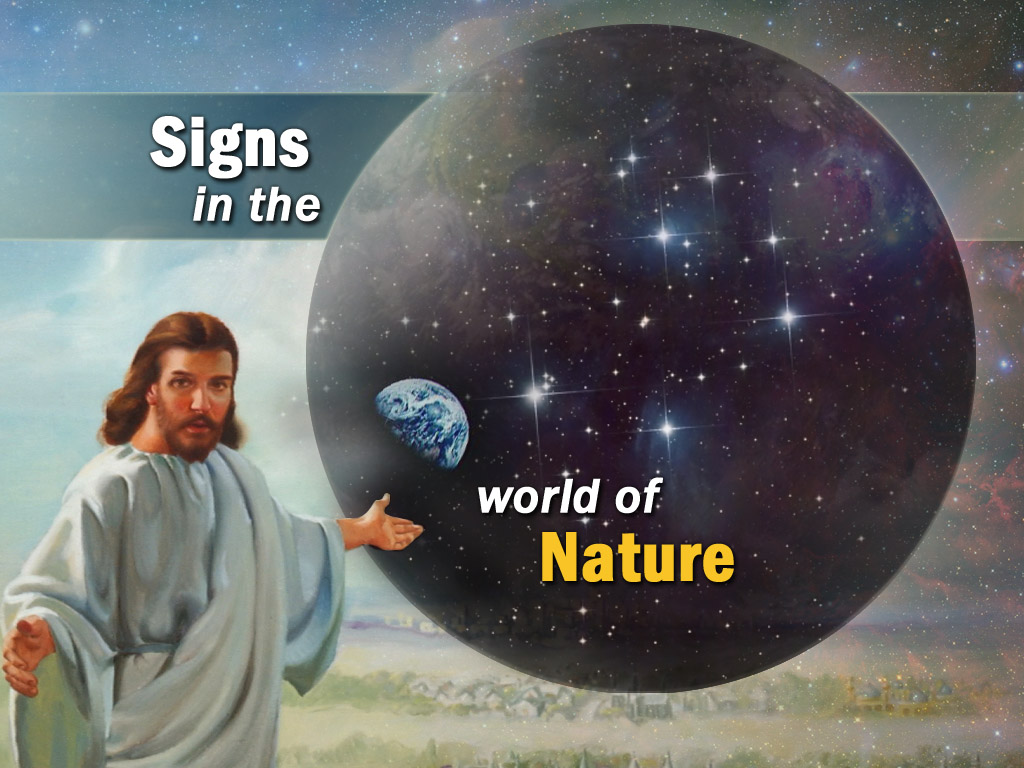 Signs
in the
world of
Nature